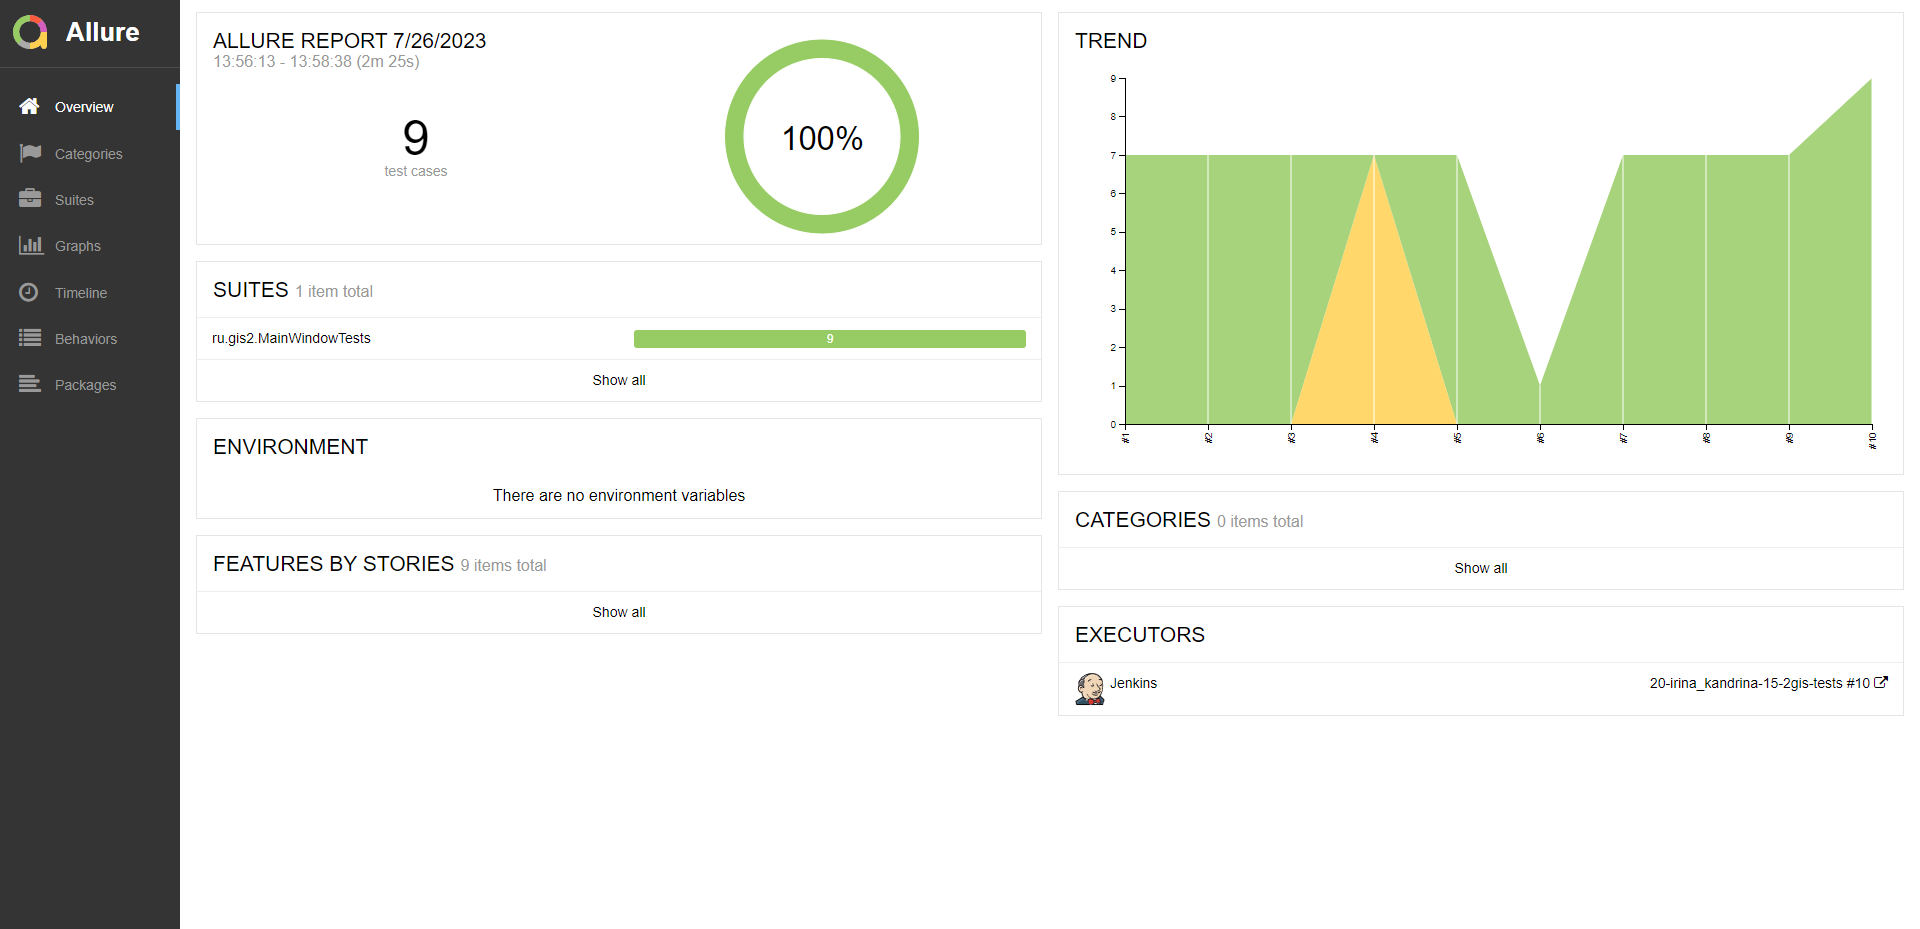 Allure
Overview
Categories
Suites
Graphs
Timeline
Behaviors
Packages
ALLURE REPORT 7/26/2023
13:56:13 - 13:58:38 (2m 25s)
9
test cases
100%
SUITES 1 item total
ru.gis2.MainWindowTests 9
Show all
ENVIRONMENT
There are no environment variables
FEATURES BY STORIES 9 items total
Show all
TREND
9
8
7
6
5
4
3
2
1
0
#1 #2 #3 #4 #5 #6 #7 #8 #9 #10
CATEGORIES 0 items total
Show all
EXECUTORS
Jenkins 20-irina_kandrina-15-2gis-tests #10